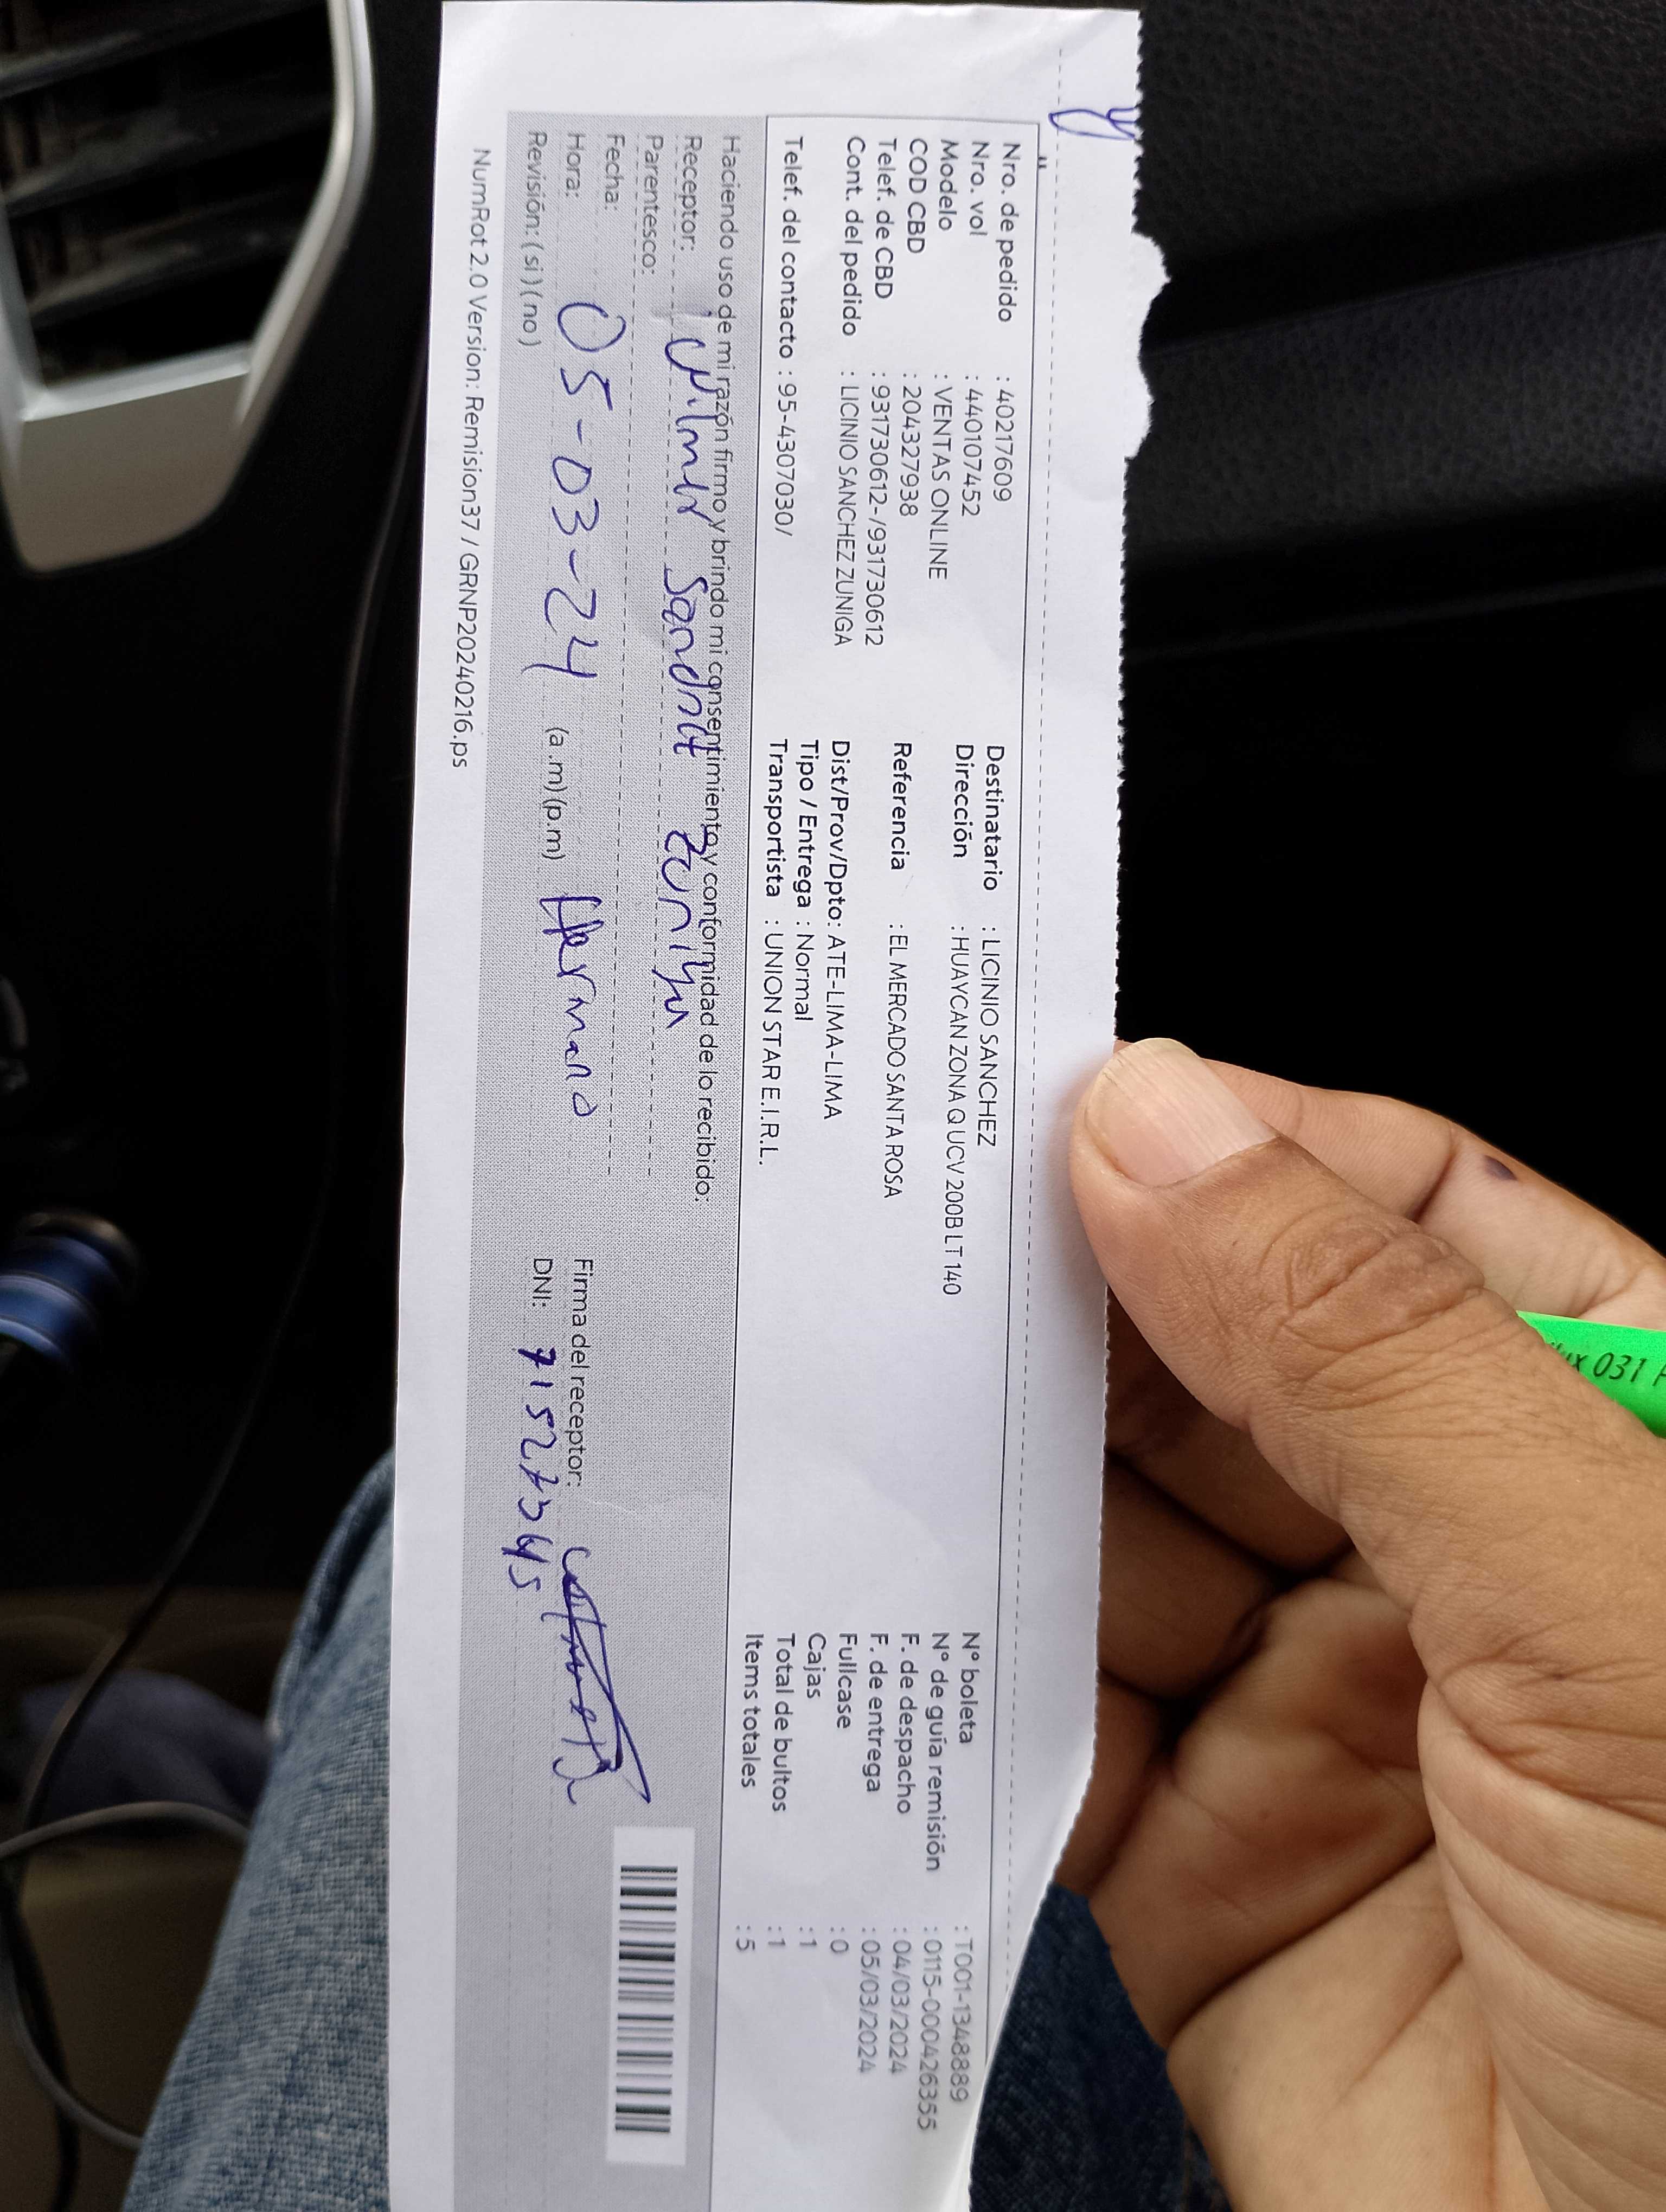 Nro. de pedido : 40217609
Nro. vol : 440107452
Modelo : VENTAS ONLINE
COD CBD : 204327938
Telef. de CBD : 931730612-/931730612
Cont. del pedido : LICINIO SANCHEZ ZUNIGA
Telef. del contacto : 95-4307030/
Destinatario : LICINIO SANCHEZ
Dirección : HUAYCAN ZONA Q UCV 200B LT 140
Referencia : EL MERCADO SANTA ROSA
Dist/Prov/Dpto: ATE-LIMA-LIMA
Tipo / Entrega : Normal
Transportista : UNION STAR E.I.R.L.
N° boleta : T001-1348889
N° de guía remisión : 0115-000426355
F. de despacho : 04/03/2024
F. de entrega : 05/03/2024
Fullcase : 0
Cajas : 1
Total de bultos : 1
Items totales : 5
Haciendo uso de mi razón firmo y brindo mi consentimiento y conformidad de lo recibido:
Receptor: Wilmer
Parentesco:
Fecha:
Hora: 05-03-24 (a.m) (p.m) Hermano
Revisión: (si) (no)
Firma del receptor:
DNI: 71527345
NumRot 2.0 Version: Remision37 / GRNP20240216.ps
031